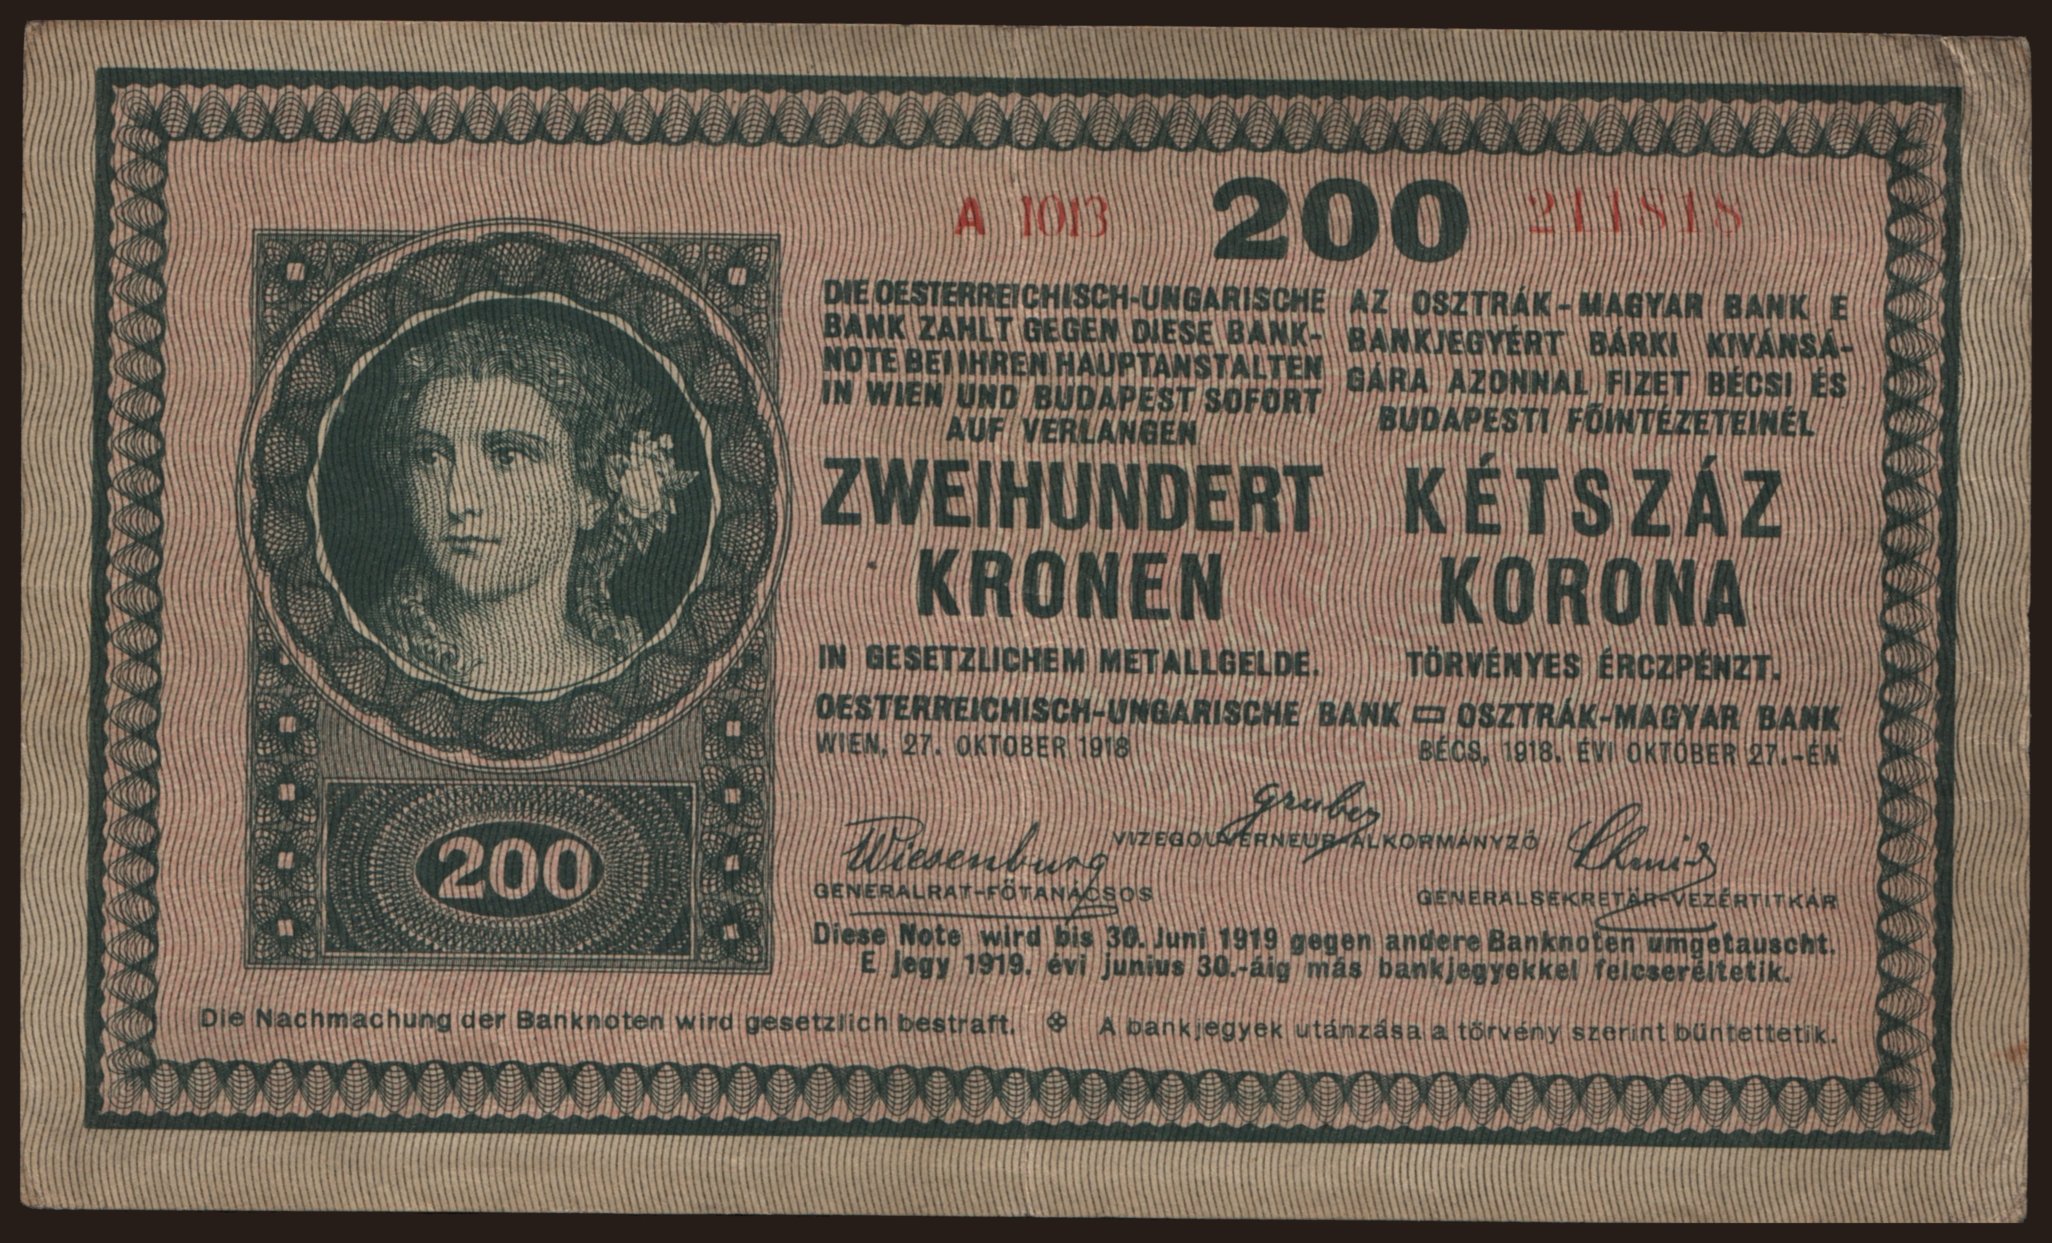 A 1013 200 211818
DIE OESTERREICHISCH-UNGARISCHE
BANK ZAHLT GEGEN DIESE BANK-
NOTE BEI IHREN HAUPTANSTALTEN
IN WIEN UND BUDAPEST SOFORT
AUF VERLANGEN
ZWEIHUNDERT
KRONEN
IN GESETZLICHEM METALLGELDE.
AZ OSZTRÁK-MAGYAR BANK E
BANKJEGYÉRT BÁRKI KIVÁNSÁ-
GÁRA AZONNAL FIZET BÉCSI ÉS
BUDAPESTI FŐINTÉZETEINÉL
KÉTSZÁZ
KORONA
TÖRVÉNYES ÉRCZPÉNZT.
OESTERREICHISCH-UNGARISCHE BANK ▭ OSZTRÁK-MAGYAR BANK
WIEN, 27. OKTOBER 1918 BÉCS, 1918. ÉVI OKTÓBER 27.-ÉN
Gruber
VIZEGOUVERNEUR-ALKORMÁNYZÓ
Wiesenburg Schmid
GENERALRAT-FŐTANÁCSOS GENERALSEKRETÄR-VEZÉRTITKÁR
200
Diese Note wird bis 30. Juni 1919 gegen andere Banknoten umgetauscht.
E jegy 1919. évi junius 30.-áig más bankjegyekkel felcseréltetik.
Die Nachmachung der Banknoten wird gesetzlich bestraft. A bankjegyek utánzása a törvény szerint büntettetik.